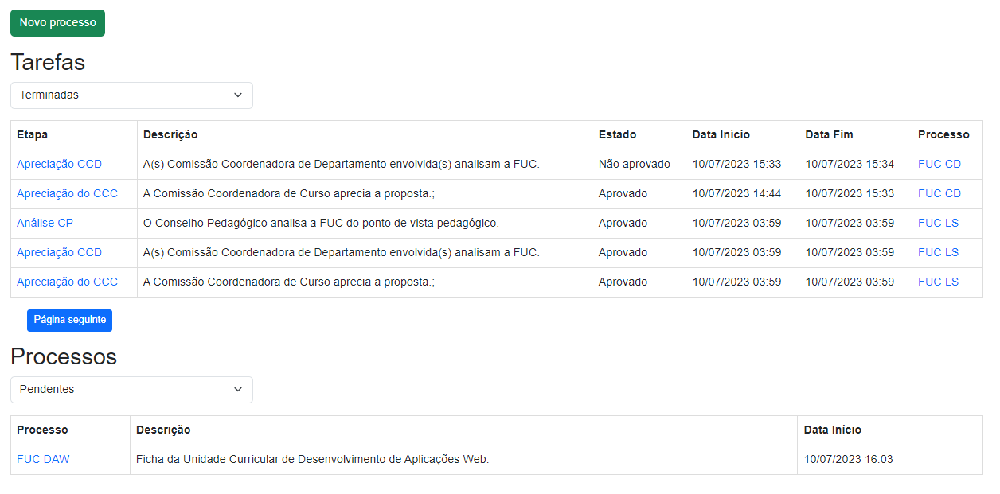 Novo processo
Tarefas
Terminadas
Etapa Descrição Estado Data Início Data Fim Processo
Apreciação CCD A(s) Comissão Coordenadora de Departamento envolvida(s) analisam a FUC. Não aprovado 10/07/2023 15:33 10/07/2023 15:34 FUC CD
Apreciação do CCC A Comissão Coordenadora de Curso aprecia a proposta.; Aprovado 10/07/2023 14:44 10/07/2023 15:33 FUC CD
Análise CP O Conselho Pedagógico analisa a FUC do ponto de vista pedagógico. Aprovado 10/07/2023 03:59 10/07/2023 03:59 FUC LS
Apreciação CCD A(s) Comissão Coordenadora de Departamento envolvida(s) analisam a FUC. Aprovado 10/07/2023 03:59 10/07/2023 03:59 FUC LS
Apreciação do CCC A Comissão Coordenadora de Curso aprecia a proposta.; Aprovado 10/07/2023 03:59 10/07/2023 03:59 FUC LS
Página seguinte
Processos
Pendentes
Processo Descrição Data Início
FUC DAW Ficha da Unidade Curricular de Desenvolvimento de Aplicações Web. 10/07/2023 16:03